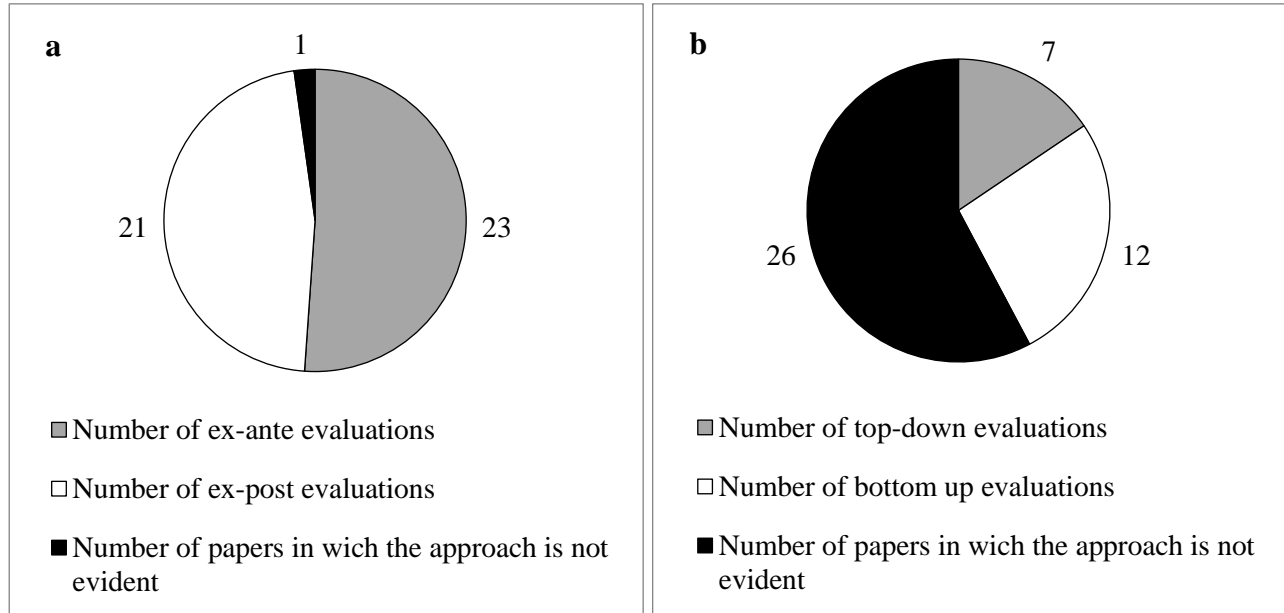 a
1
21
23
Number of ex-ante evaluations
Number of ex-post evaluations
Number of papers in wich the approach is not
evident
b
7
26
12
Number of top-down evaluations
Number of bottom up evaluations
Number of papers in wich the approach is not
evident